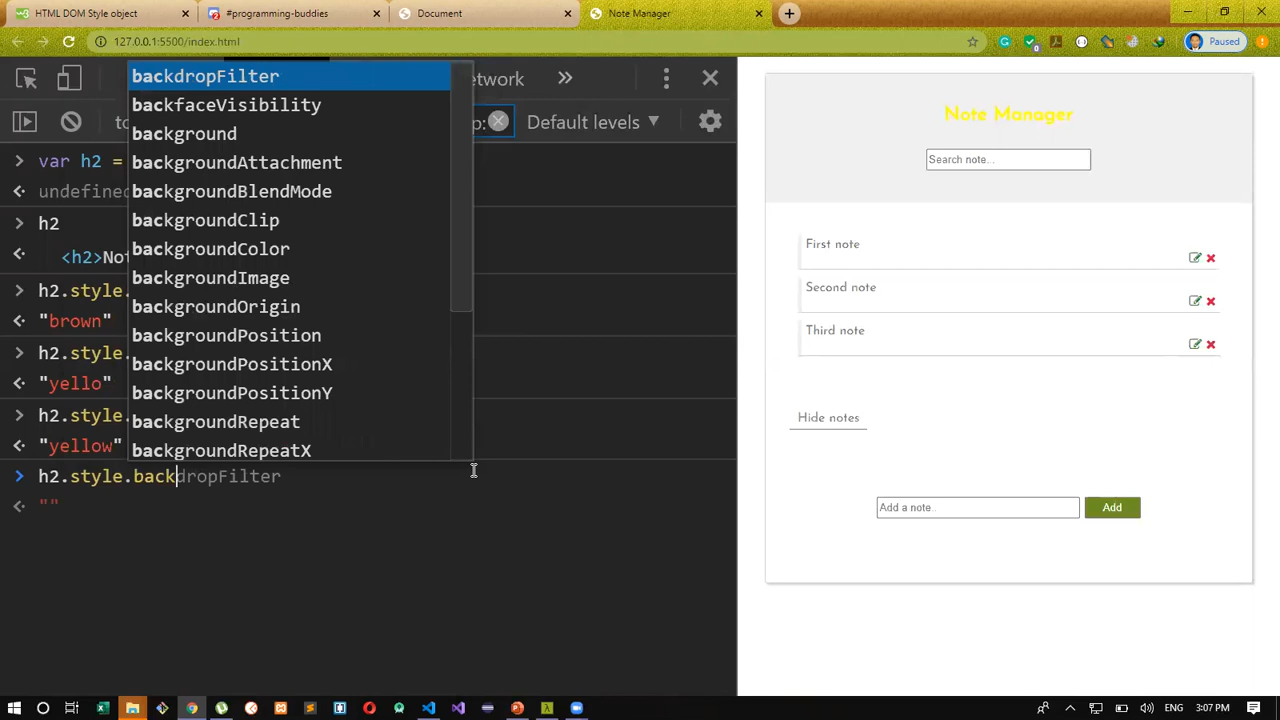 HTML DOM Style object
#programming-buddies
Document
Note Manager
127.0.0.1:5500/index.html
Paused
etwork
to
p:
Default levels
var h2 =
undefined
h2
<h2>Not
h2.style.
"brown"
h2.style.
"yello"
h2.style.
"yellow"
h2.style.backdropFilter
""
backdropFilter
backfaceVisibility
background
backgroundAttachment
backgroundBlendMode
backgroundClip
backgroundColor
backgroundImage
backgroundOrigin
backgroundPosition
backgroundPositionX
backgroundPositionY
backgroundRepeat
backgroundRepeatX
Note Manager
Search note...
First note
Second note
Third note
Hide notes
Add a note..
Add
3:07 PM